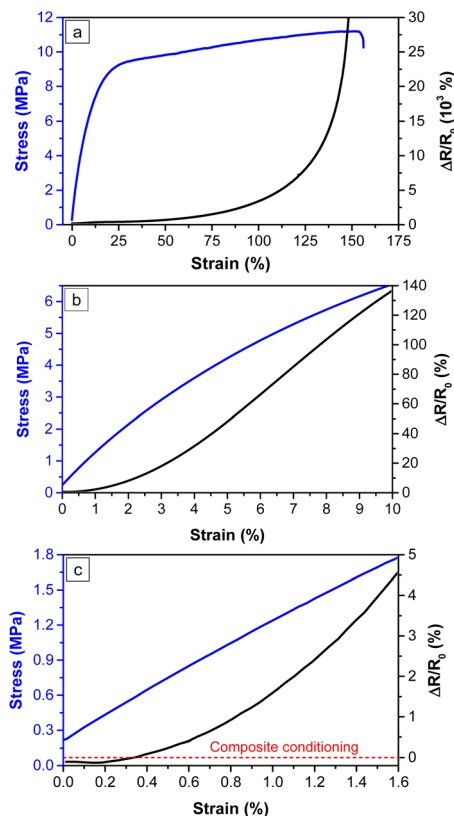 a
12
10
8
6
4
2
0
Stress (MPa)
30
25
20
15
10
5
0
ΔR/R₀ (10³ %)
0 25 50 75 100 125 150 175
Strain (%)
b
6
5
4
3
2
1
0
Stress (MPa)
140
120
100
80
60
40
20
0
ΔR/R₀ (%)
0 1 2 3 4 5 6 7 8 9 10
Strain (%)
c
1.8
1.5
1.2
0.9
0.6
0.3
0.0
Stress (MPa)
5
4
3
2
1
0
ΔR/R₀ (%)
Composite conditioning
0.0 0.2 0.4 0.6 0.8 1.0 1.2 1.4 1.6
Strain (%)